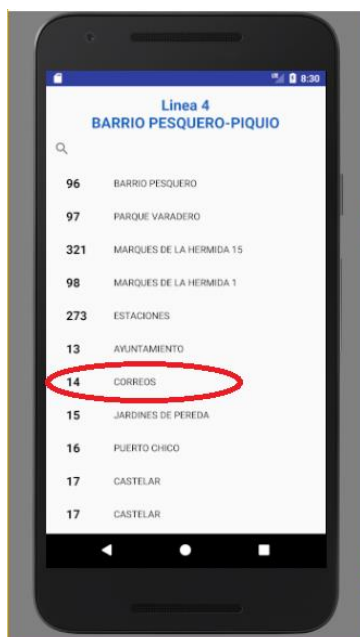 8:30
Linea 4
BARRIO PESQUERO-PIQUIO
96 BARRIO PESQUERO
97 PARQUE VARADERO
321 MARQUES DE LA HERMIDA 15
98 MARQUES DE LA HERMIDA 1
273 ESTACIONES
13 AYUNTAMIENTO
14 CORREOS
15 JARDINES DE PEREDA
16 PUERTO CHICO
17 CASTELAR
17 CASTELAR